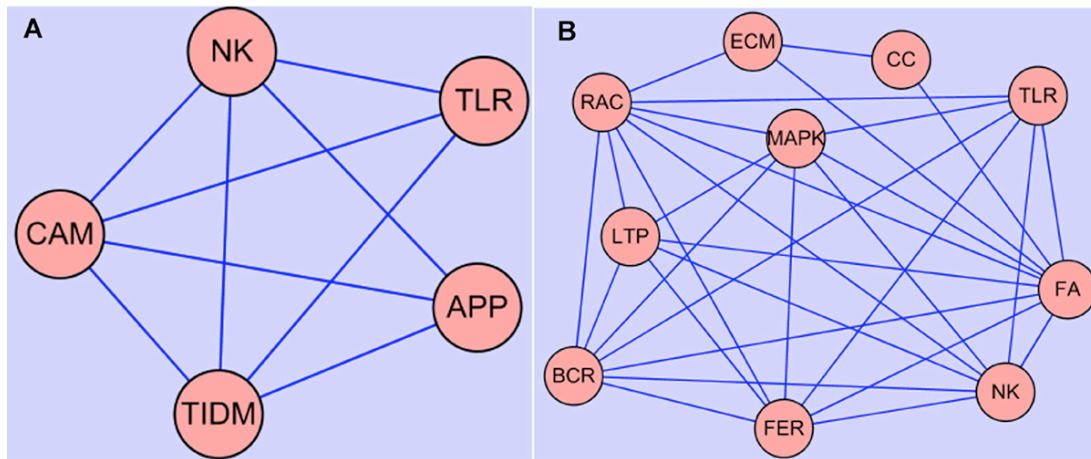 A
NK
TLR
CAM
APP
TIDM
B
ECM
CC
RAC
TLR
MAPK
LTP
FA
BCR
NK
FER